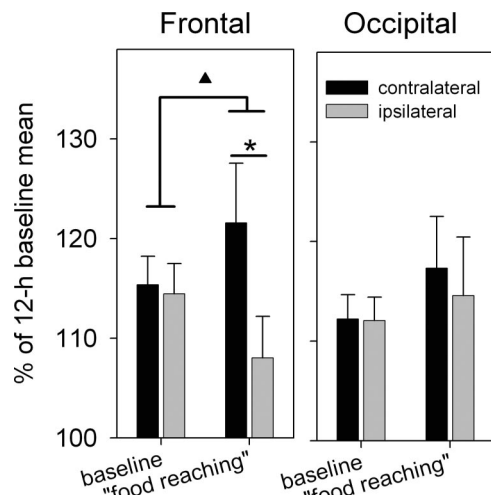 Frontal
Occipital
% of 12-h baseline mean
130
120
110
100
▲
*
contralateral
ipsilateral
baseline
"food reaching"
baseline
"food reaching"